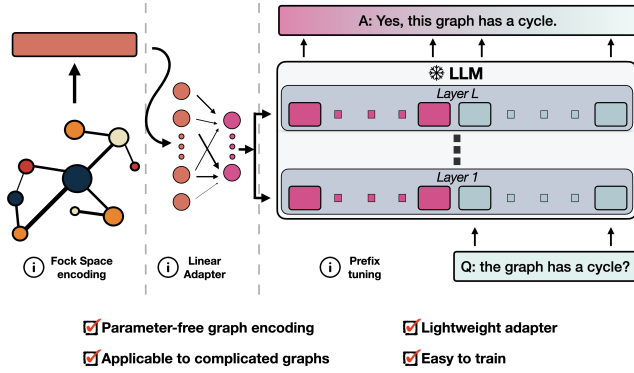 A: Yes, this graph has a cycle.
LLM
Layer L
Layer 1
i Fock Space
encoding
i Linear
Adapter
i Prefix
tuning
Q: the graph has a cycle?
Parameter-free graph encoding
Lightweight adapter
Applicable to complicated graphs
Easy to train